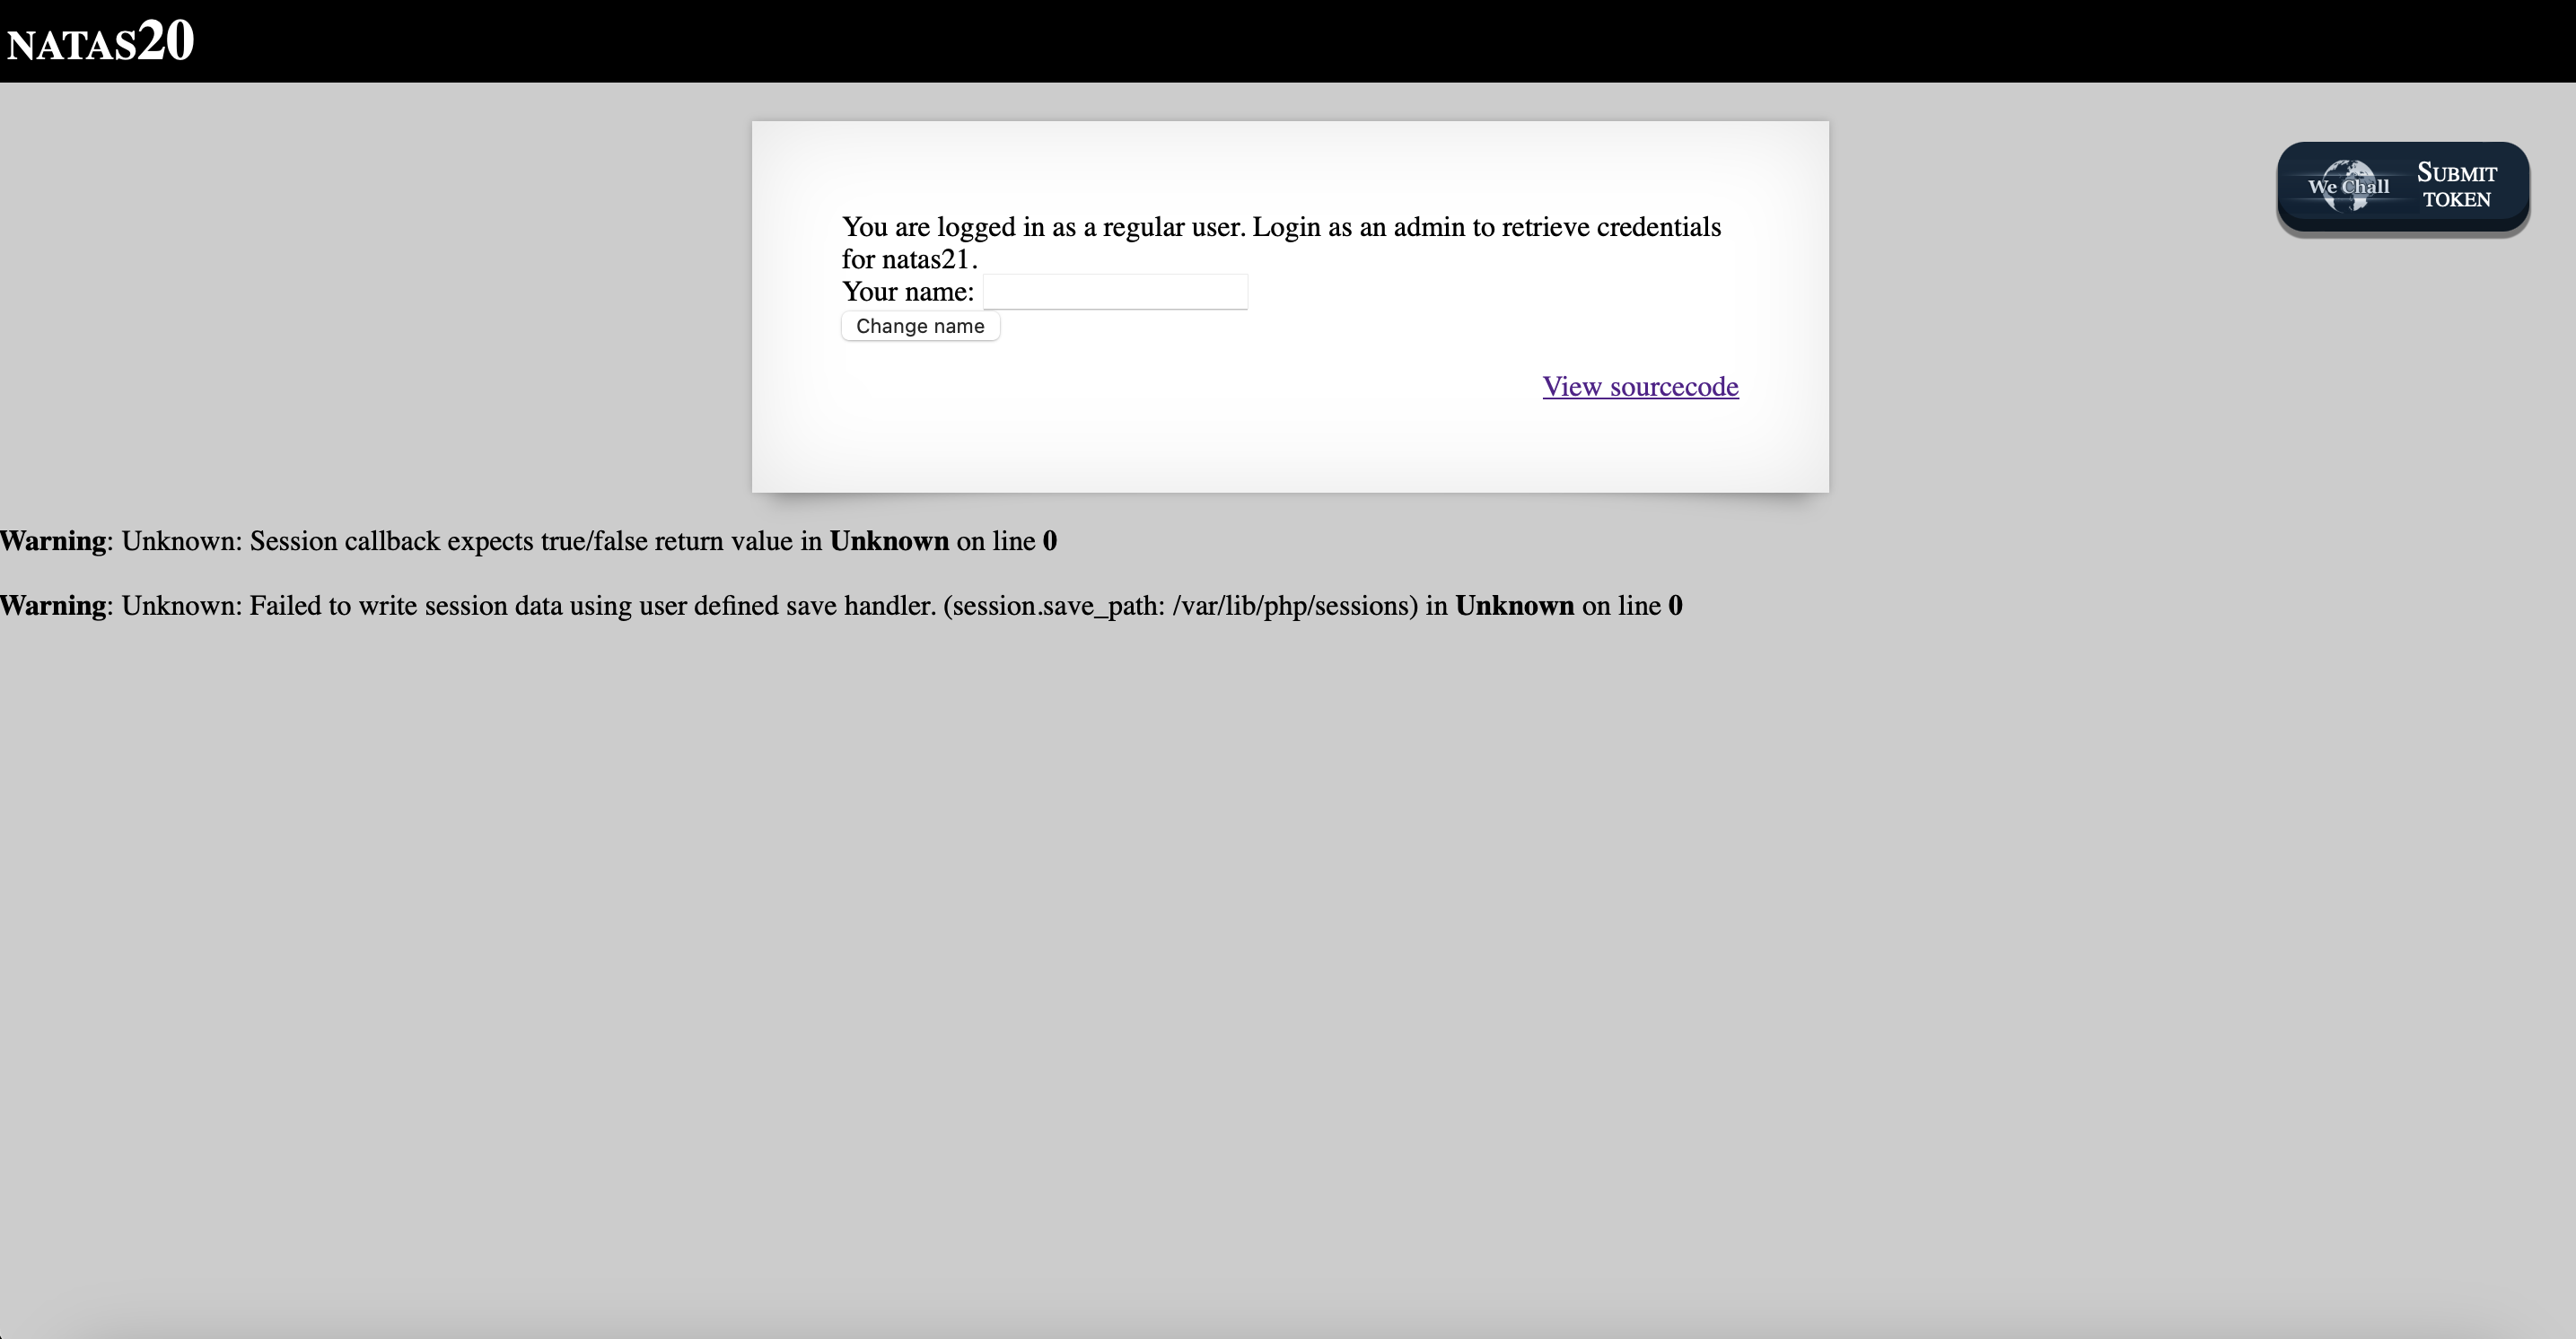 NATAS20
We Chall
SUBMIT
TOKEN
You are logged in as a regular user. Login as an admin to retrieve credentials
for natas21.
Your name:
Change name
View sourcecode
Warning: Unknown: Session callback expects true/false return value in Unknown on line 0
Warning: Unknown: Failed to write session data using user defined save handler. (session.save_path: /var/lib/php/sessions) in Unknown on line 0